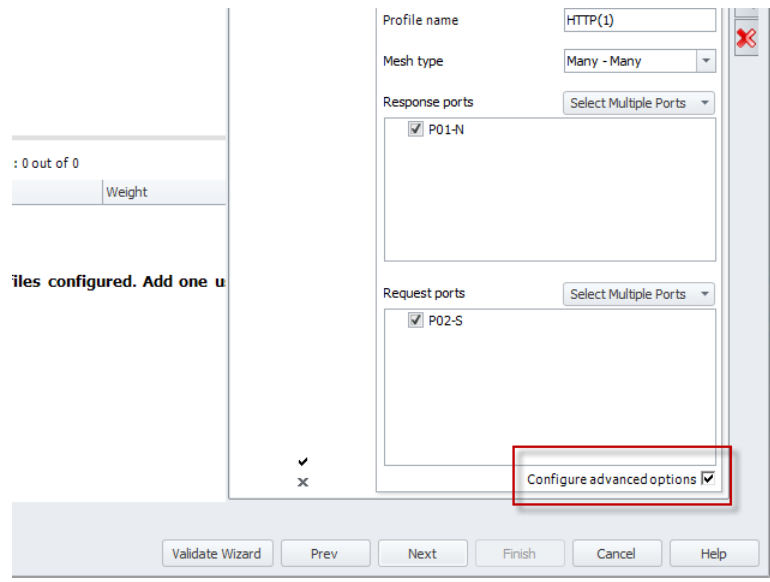 Profile name
HTTP(1)
Mesh type
Many - Many
Response ports
Select Multiple Ports
P01-N
: 0 out of 0
Weight
files configured. Add one u
Request ports
Select Multiple Ports
P02-S
Configure advanced options
Validate Wizard
Prev
Next
Finish
Cancel
Help